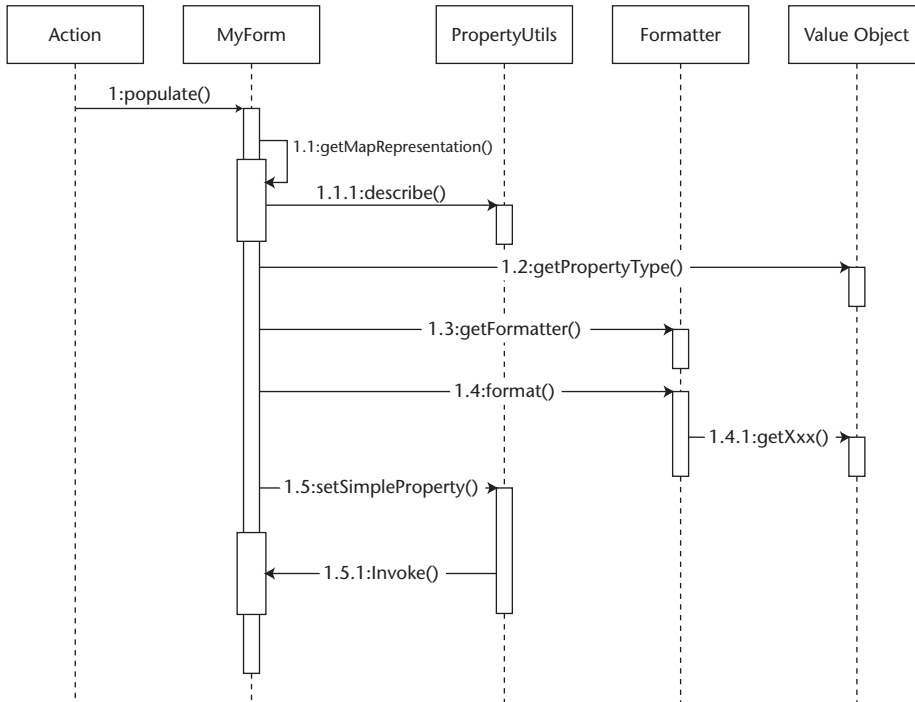 Action
MyForm
PropertyUtils
Formatter
Value Object
1:populate()
1.1:getMapRepresentation()
1.1.1:describe()
1.2:getPropertyType()
1.3:getFormatter()
1.4:format()
1.4.1:getXxx()
1.5:setSimpleProperty()
1.5.1:Invoke()